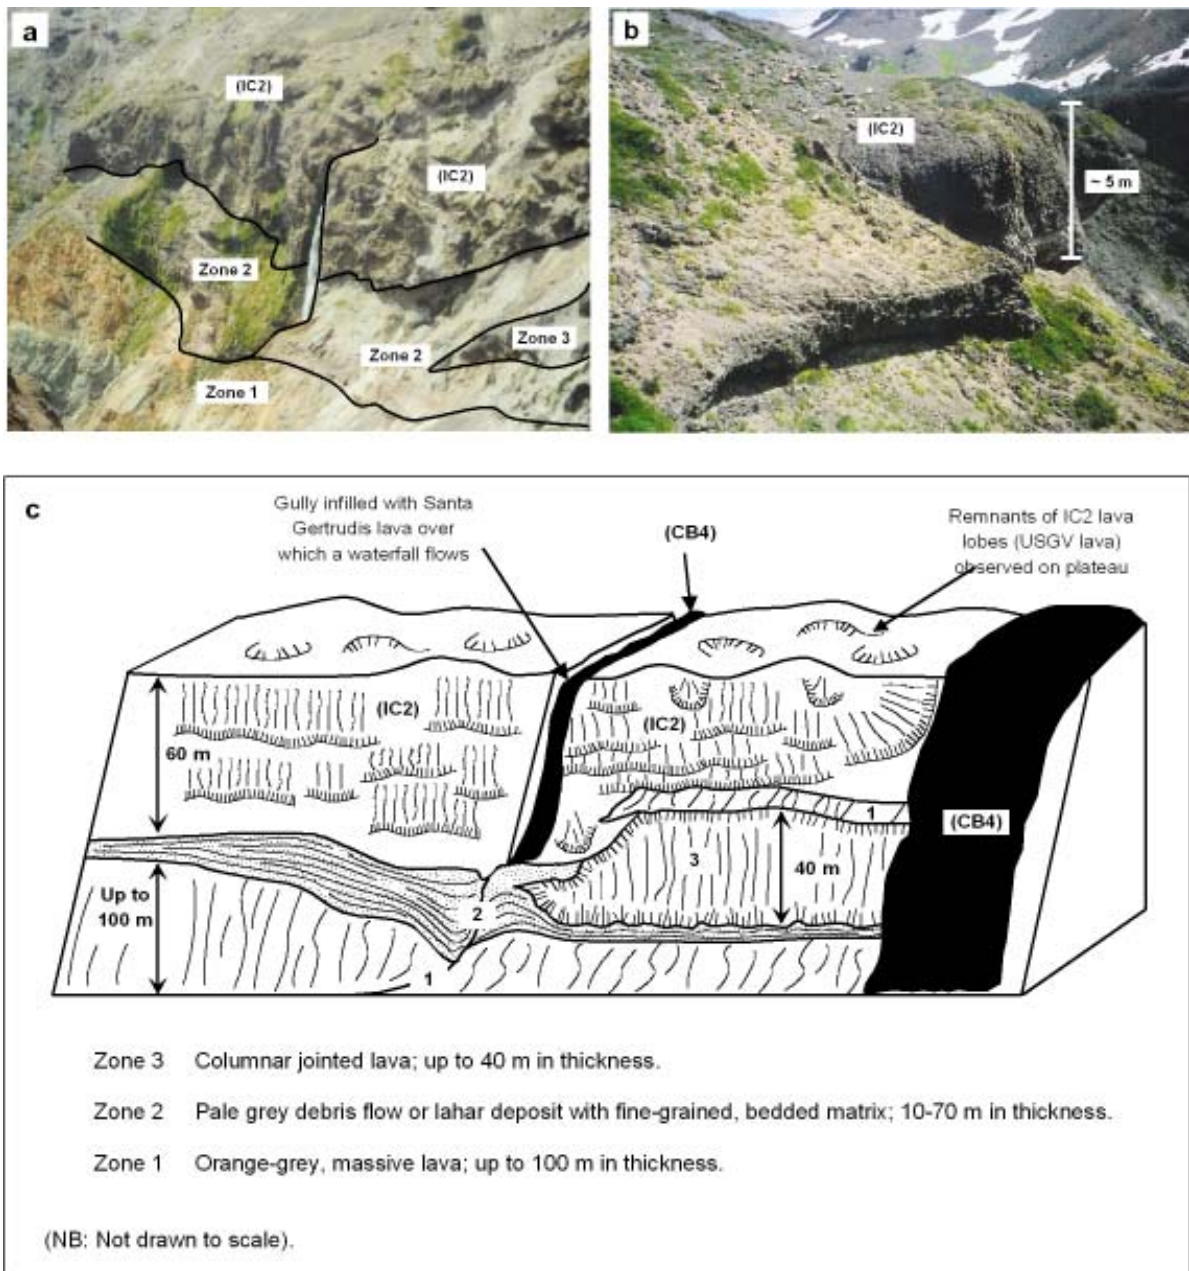 a
(IC2)
(IC2)
Zone 2
Zone 3
Zone 2
Zone 1
b
(IC2)
~ 5 m
c
Gully infilled with Santa
Gertrudis lava over
which a waterfall flows
(CB4)
Remnants of IC2 lava
lobes (USGV lava)
observed on plateau
(IC2)
(IC2)
60 m
1
(CB4)
3
40 m
Up to
100 m
2
1
Zone 3 Columnar jointed lava; up to 40 m in thickness.
Zone 2 Pale grey debris flow or lahar deposit with fine-grained, bedded matrix; 10-70 m in thickness.
Zone 1 Orange-grey, massive lava; up to 100 m in thickness.
(NB: Not drawn to scale).